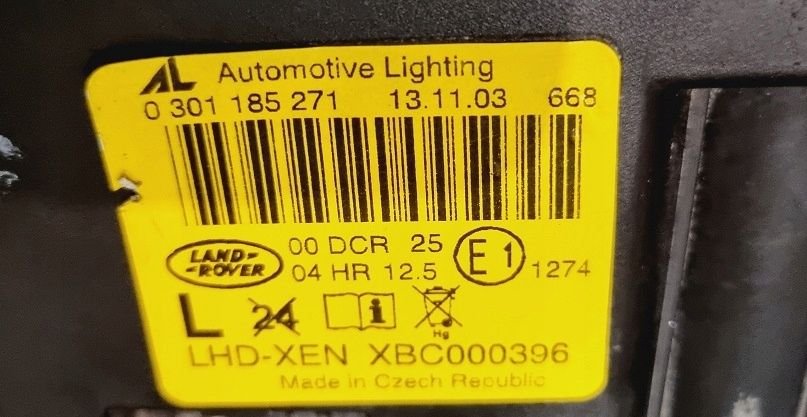 AL Automotive Lighting
0 301 185 271 13.11.03 668
LAND-
-ROVER
00 DCR 25
04 HR 12.5
E1
1274
L 24
Hg
LHD-XEN XBC000396
Made in Czech Republic